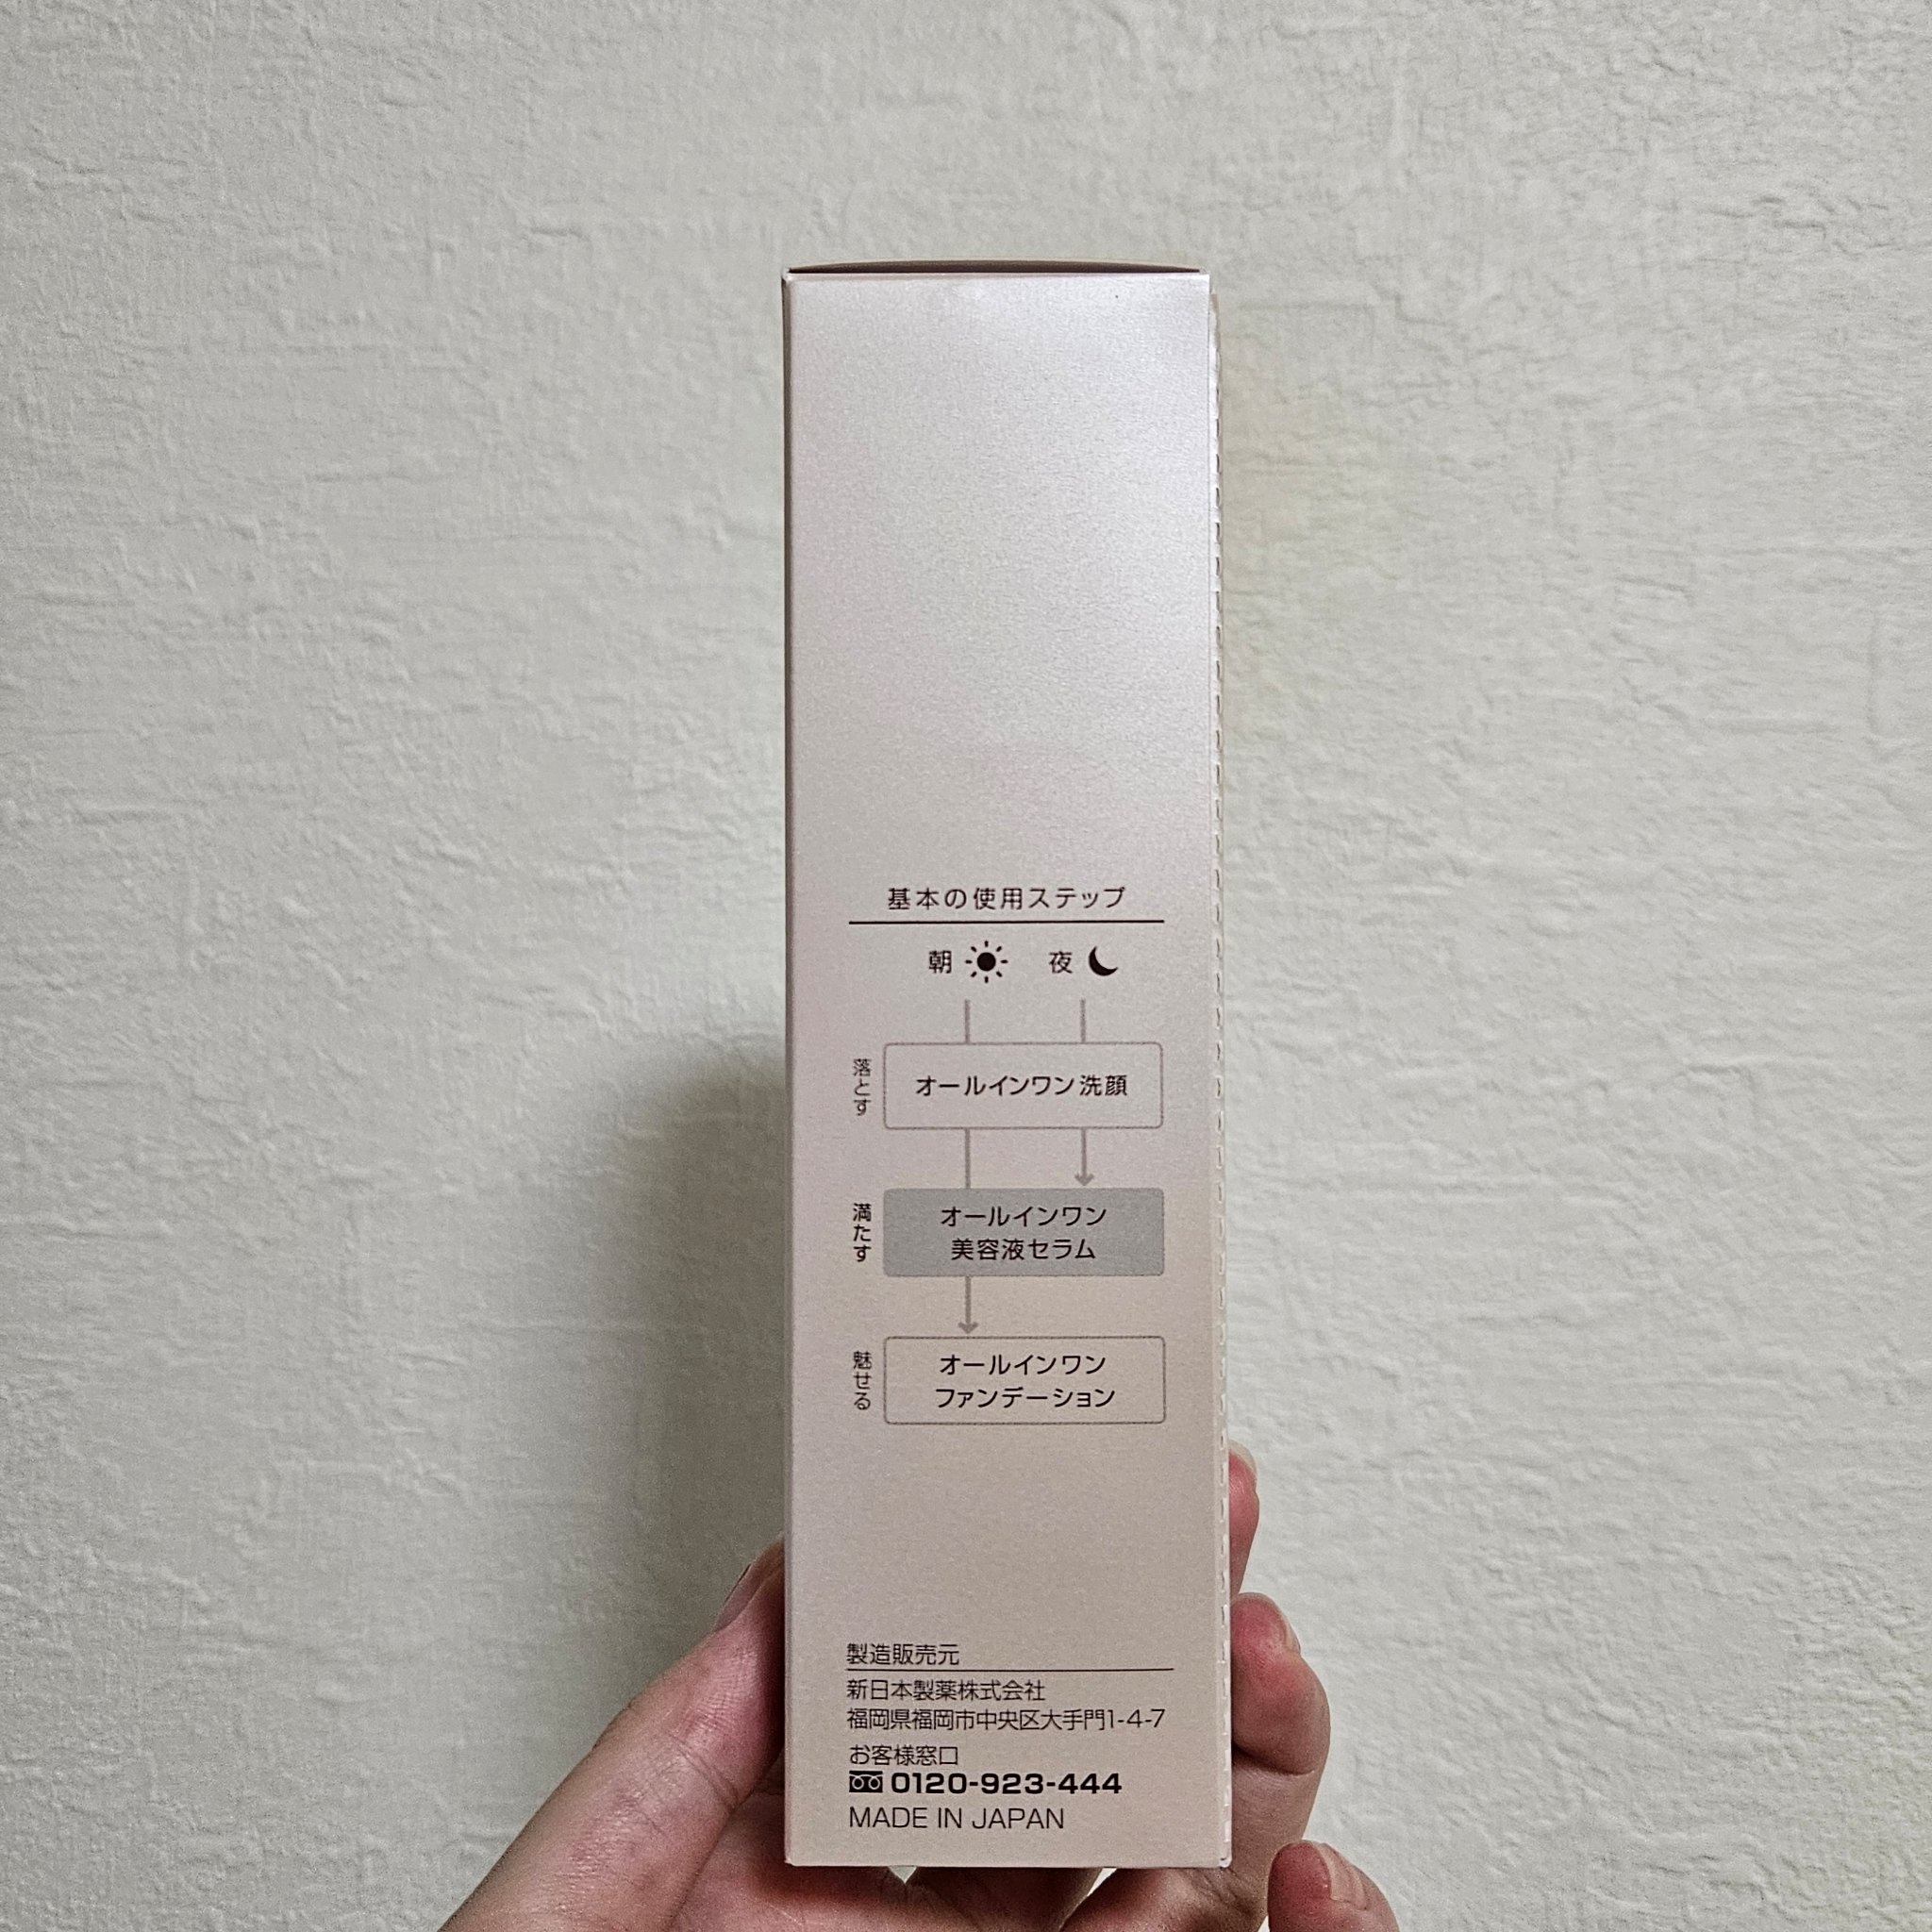 基本の使用ステップ
朝 夜
落とす
オールインワン洗顔
満たす
オールインワン
美容液セラム
魅せる
オールインワン
ファンデーション
製造販売元
新日本製薬株式会社
福岡県福岡市中央区大手門1-4-7
お客様窓口
0120-923-444
MADE IN JAPAN